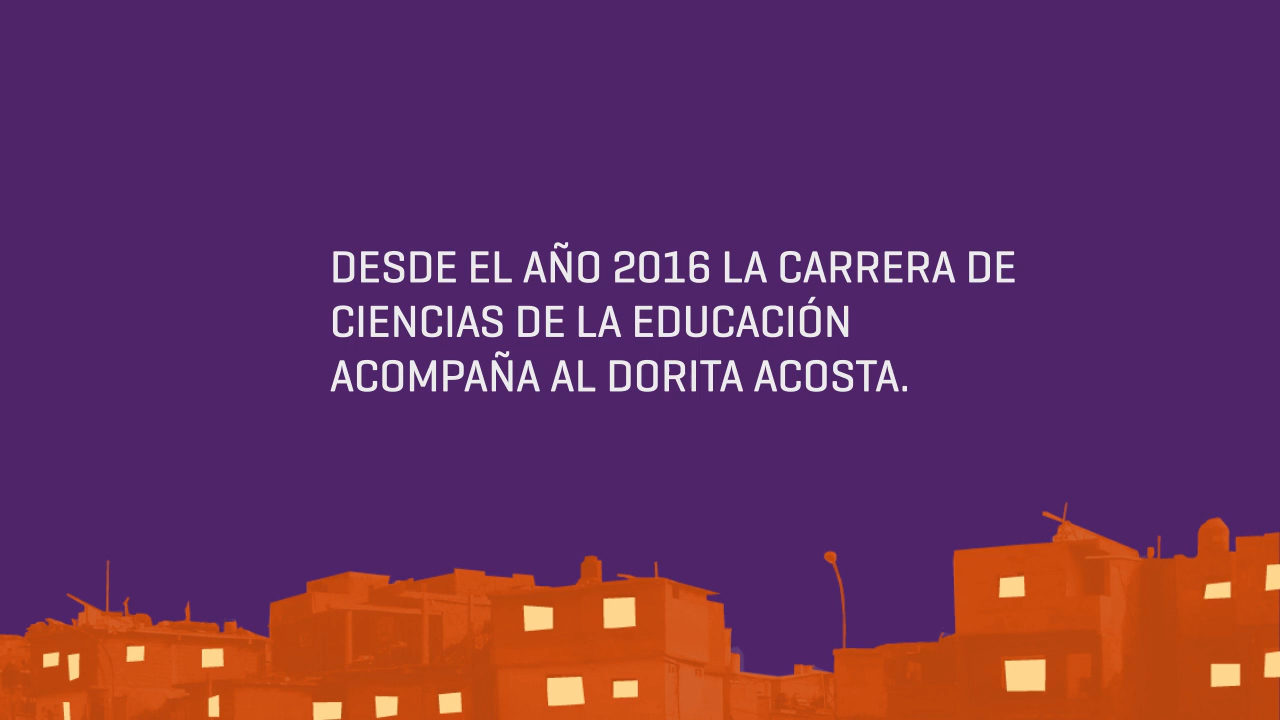 DESDE EL AÑO 2016 LA CARRERA DE
CIENCIAS DE LA EDUCACIÓN
ACOMPAÑA AL DORITA ACOSTA.